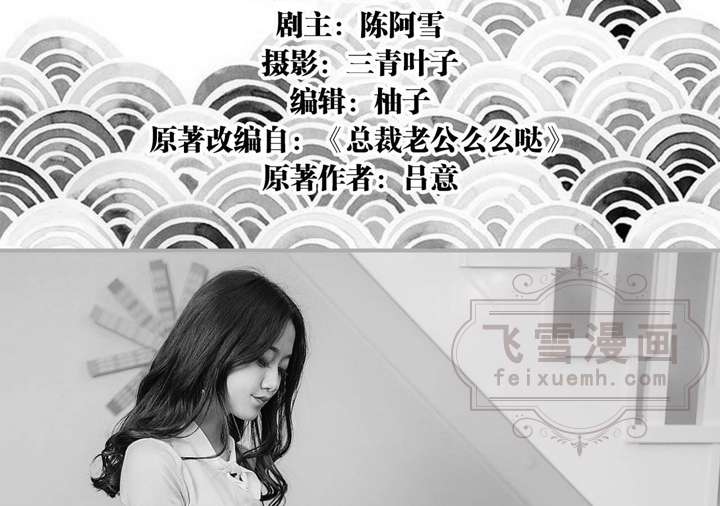 剧主：陈阿雪
摄影：三青叶子
编辑：柚子
原著改编自：《总裁老公么么哒》
原著作者：吕意
飞雪漫画
feixuemh.com